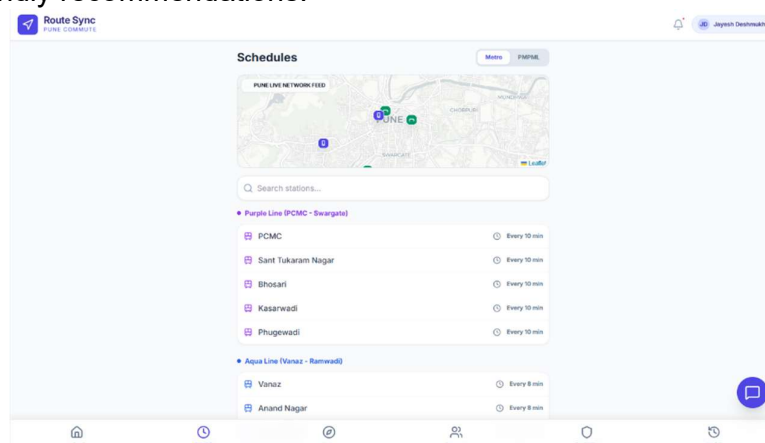 recommendations.
Route Sync
PUNE COMMUTE
JD Jayesh Deshmukh
Schedules
Metro PMPML
PUNE LIVE NETWORK FEED
PUNE
SWARGATE
Leaflet
Search stations...
Purple Line (PCMC - Swargate)
PCMC Every 10 min
Sant Tukaram Nagar Every 10 min
Bhosari Every 10 min
Kasarwadi Every 10 min
Phugewadi Every 10 min
Aqua Line (Vanaz - Ramwadi)
Vanaz Every 8 min
Anand Nagar Every 8 min